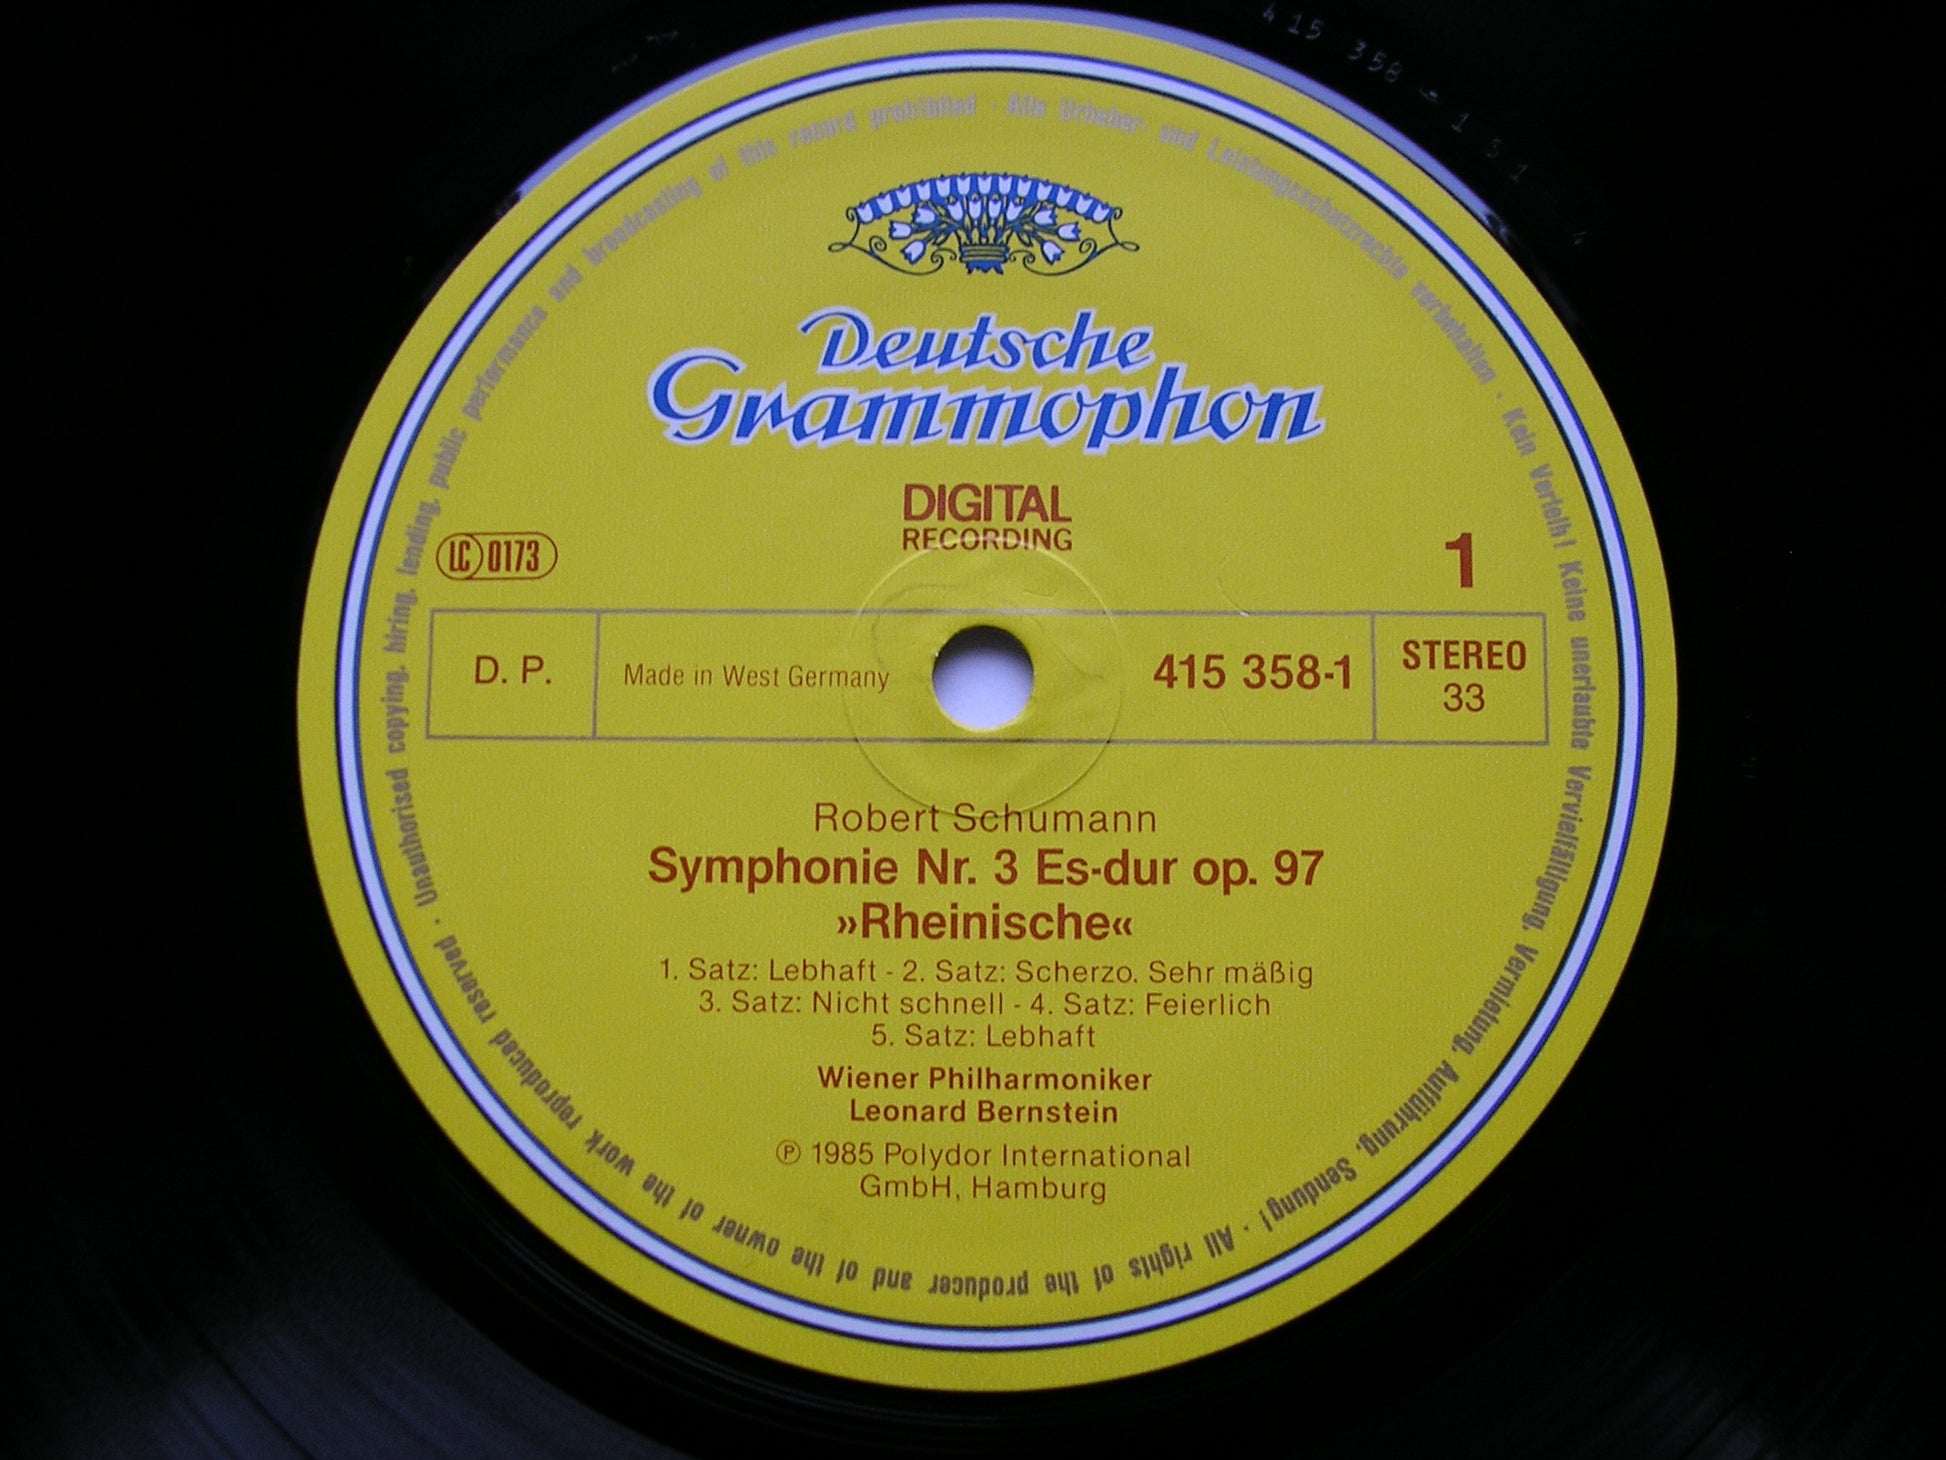 415 358 - 1 S 1
Deutsche
Grammophon
DIGITAL
RECORDING
LC 0173
1
D. P.
Made in West Germany
415 358-1
STEREO
33
Robert Schumann
Symphonie Nr. 3 Es-dur op. 97
»Rheinische«
1. Satz: Lebhaft - 2. Satz: Scherzo. Sehr mäßig
3. Satz: Nicht schnell - 4. Satz: Feierlich
5. Satz: Lebhaft
Wiener Philharmoniker
Leonard Bernstein
℗ 1985 Polydor International
GmbH, Hamburg
Alle Urheber- und Leistungsschutzrechte vorbehalten · Kein Verleih! Keine unerlaubte Vervielfältigung, Vermietung, Aufführung, Sendung! · All rights of the producer and of the owner of the work reproduced reserved · Unauthorised copying, hiring, lending, public performance and broadcasting of this record prohibited ·